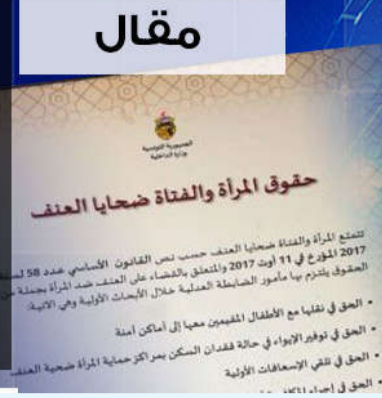 مقال
الجمهورية التونسية
وزارة الداخلية
حقوق المرأة والفتاة ضحايا العنف
تتمتع المرأة والفتاة ضحايا العنف حسب نص القانون الأساسي عدد 58 لسنة
2017 المؤرخ في 11 أوت 2017 والمتعلق بالقضاء على العنف ضد المرأة بجملة من
الحقوق يلتزم بها مأمور الضابطة العدلية خلال الأبحاث الأولية وهي الآتية:
• الحق في نقلها مع الأطفال المقيمين معها إلى أماكن آمنة
• الحق في توفير الإيواء في حالة فقدان السكن بمراكز حماية المرأة ضحية العنف
• الحق في تلقي الإسعافات الأولية
• الحق في إجراء